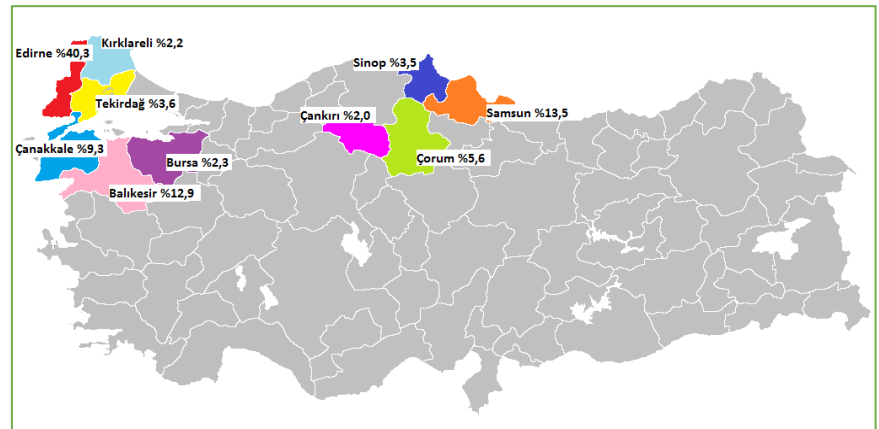 Kırklareli %2,2
Edirne %40,3
Sinop %3,5
Tekirdağ %3,6
Çankırı %2,0
Samsun %13,5
Çanakkale %9,3
Bursa %2,3
Çorum %5,6
Balıkesir %12,9